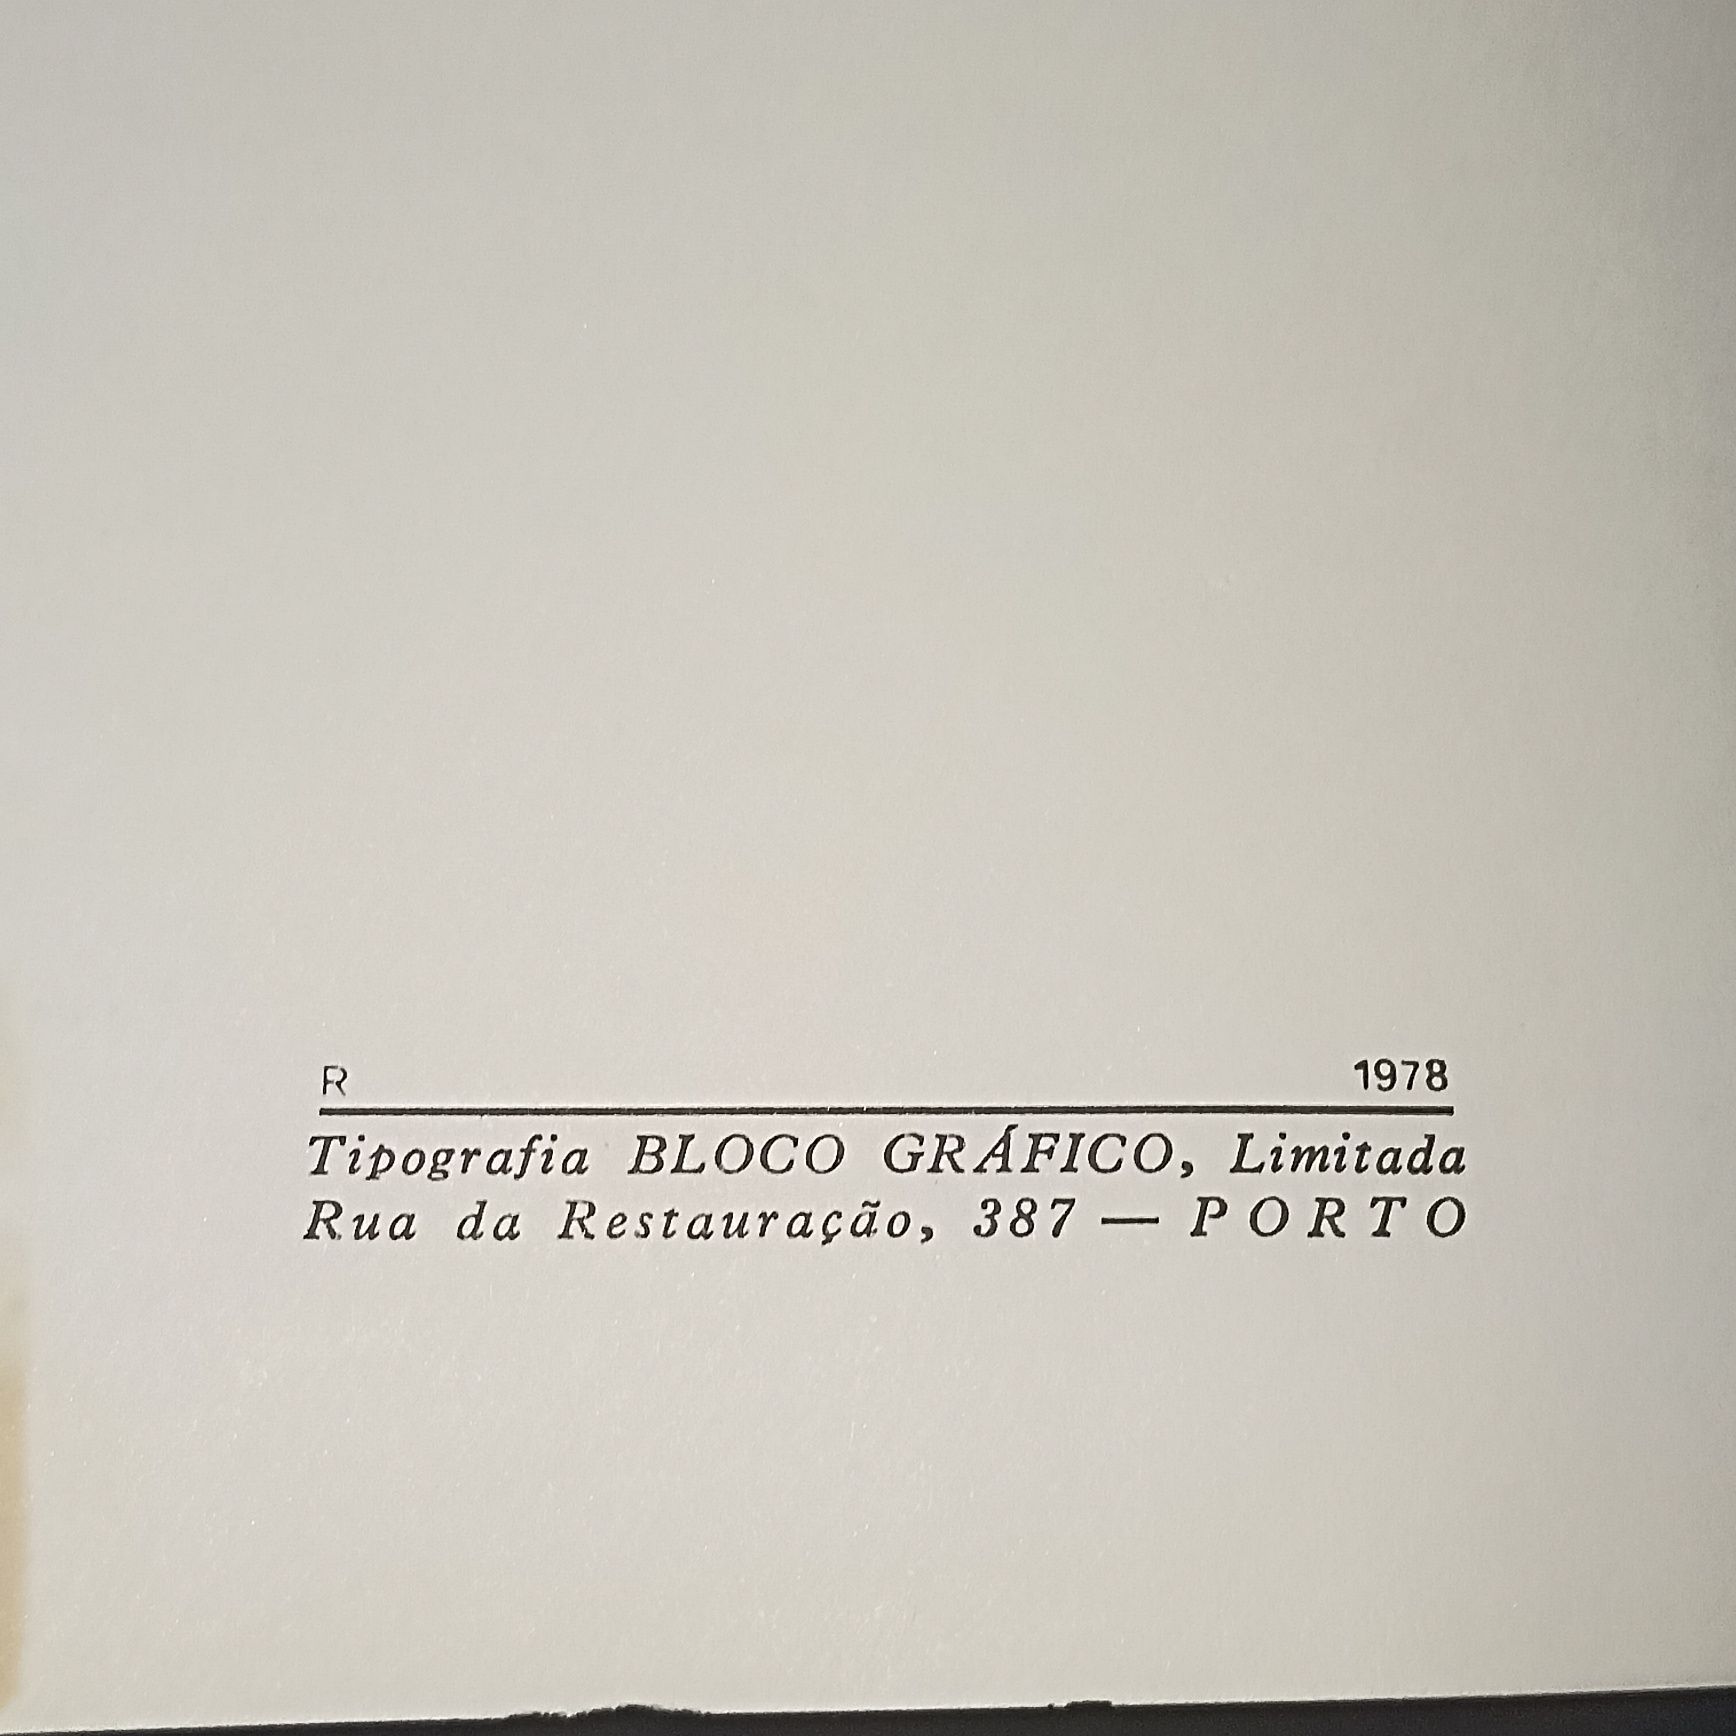 R 1978
Tipografia BLOCO GRÁFICO, Limitada
Rua da Restauração, 387 — PORTO